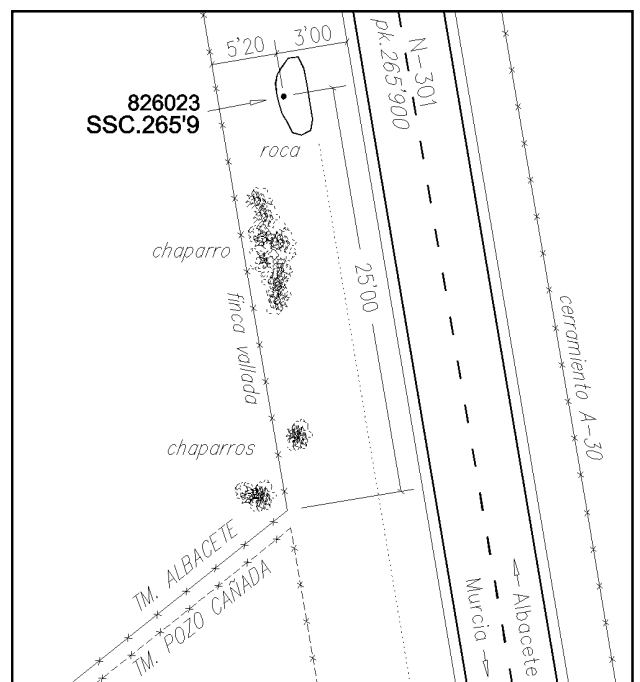 5'20
3'00
N-301
pk.265'900
826023
SSC.265'9
roca
chaparro
25'00
finca vallada
cerramiento A-30
chaparros
TM. ALBACETE
TM. POZO CAÑADA
Murcia
Albacete